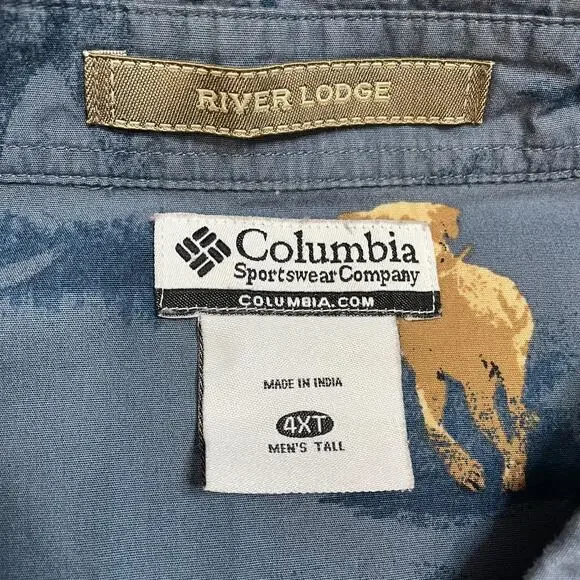 RIVER LODGE
Columbia
Sportswear Company
COLUMBIA.COM
MADE IN INDIA
4XT
MEN'S TALL